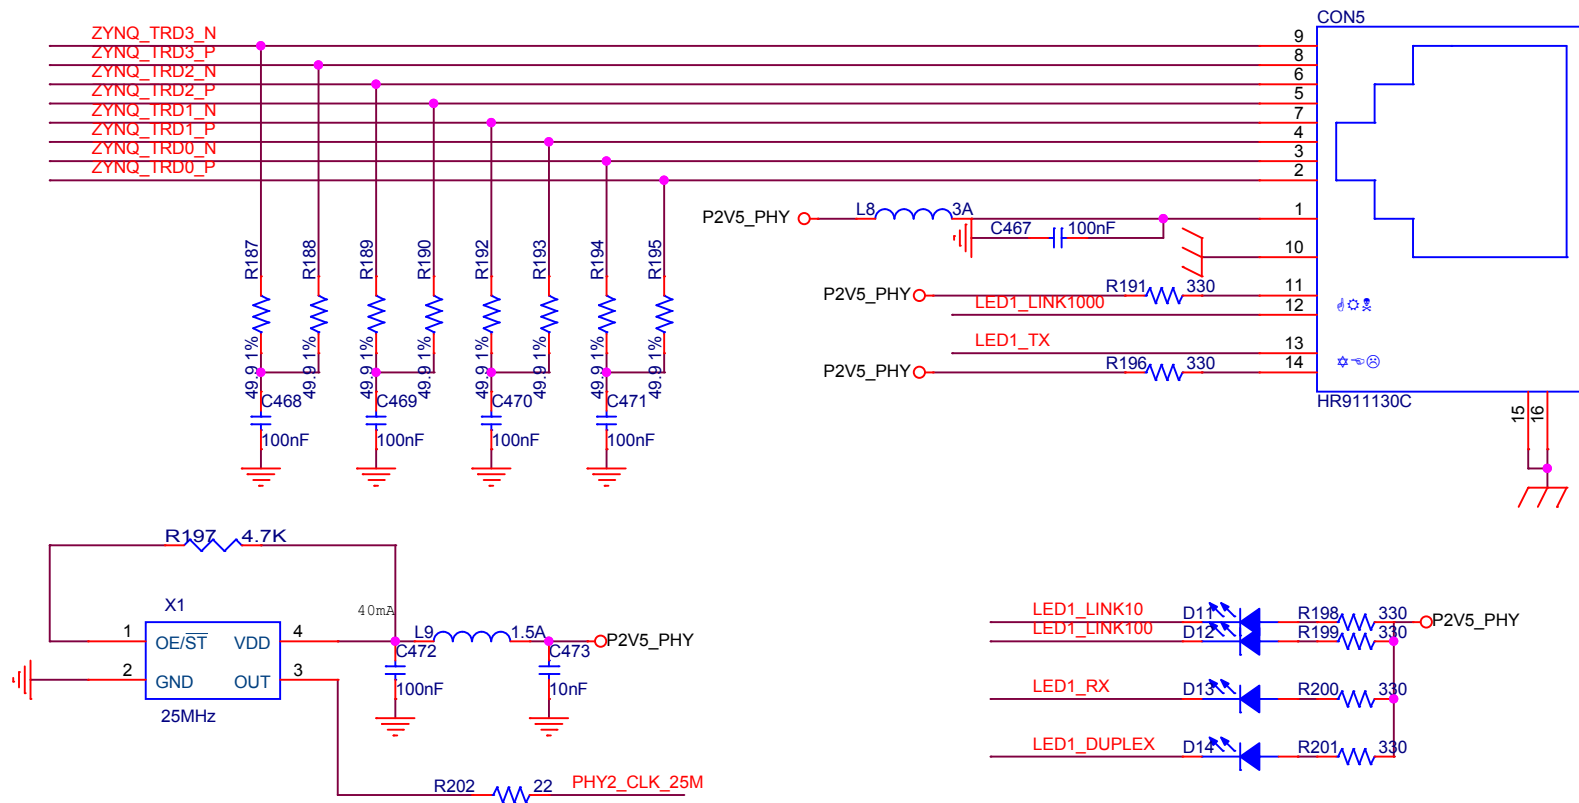 CON5
ZYNQ_TRD3_N
9
ZYNQ_TRD3_P
8
ZYNQ_TRD2_N
6
ZYNQ_TRD2_P
5
ZYNQ_TRD1_N
7
ZYNQ_TRD1_P
4
ZYNQ_TRD0_N
3
ZYNQ_TRD0_P
2
P2V5_PHY
L8
3A
1
C467
100nF
10
R187
R188
R189
R190
R192
R193
R194
R195
P2V5_PHY
R191
330
11
LED1_LINK1000
12
LED1_TX
13
P2V5_PHY
R196
330
14
49.9 1%
49.9 1%
49.9 1%
49.9 1%
49.9 1%
49.9 1%
49.9 1%
49.9 1%
C468
C469
C470
C471
100nF
100nF
100nF
100nF
HR911130C
15
16
R197
4.7K
X1
40mA
1
OE/ST
VDD
4
L9
1.5A
P2V5_PHY
C472
C473
2
GND
OUT
3
100nF
10nF
25MHz
R202
22
PHY2_CLK_25M
LED1_LINK10
D11
R198
330
P2V5_PHY
LED1_LINK100
D12
R199
330
LED1_RX
D13
R200
330
LED1_DUPLEX
D14
R201
330